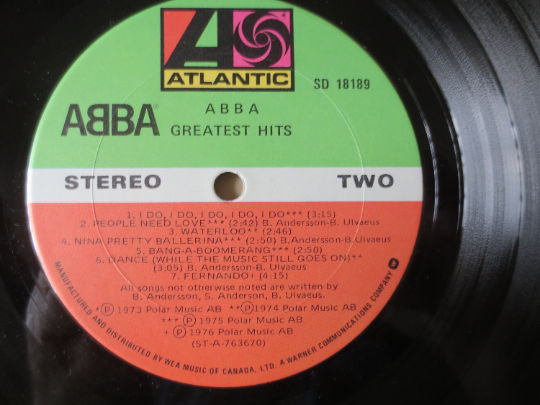 ATLANTIC
SD 18189
ABBA®
ABBA
GREATEST HITS
STEREO
TWO
1. I DO, I DO, I DO, I DO, I DO*** (3:15)
2. PEOPLE NEED LOVE*** (2:42) B. Andersson-B. Ulvaeus
3. WATERLOO** (2:46)
4. NINA PRETTY BALLERINA*** (2:50) B. Andersson-B. Ulvaeus
5. BANG-A-BOOMERANG*** (2:50)
6. DANCE (WHILE THE MUSIC STILL GOES ON)**
(3.05) B. Andersson-B. Ulvaeus
7. FERNANDO+ (4:15)
All songs not otherwise noted are written by
B. Andersson, S. Anderson, B. Ulvaeus.
* ℗ 1973 Polar Music AB **℗ 1974 Polar Music AB
*** ℗ 1975 Polar Music AB
+ ℗ 1976 Polar Music AB
(ST-A-763670)
MANUFACTURED AND DISTRIBUTED BY WEA MUSIC OF CANADA, LTD. A WARNER COMMUNICATIONS COMPANY